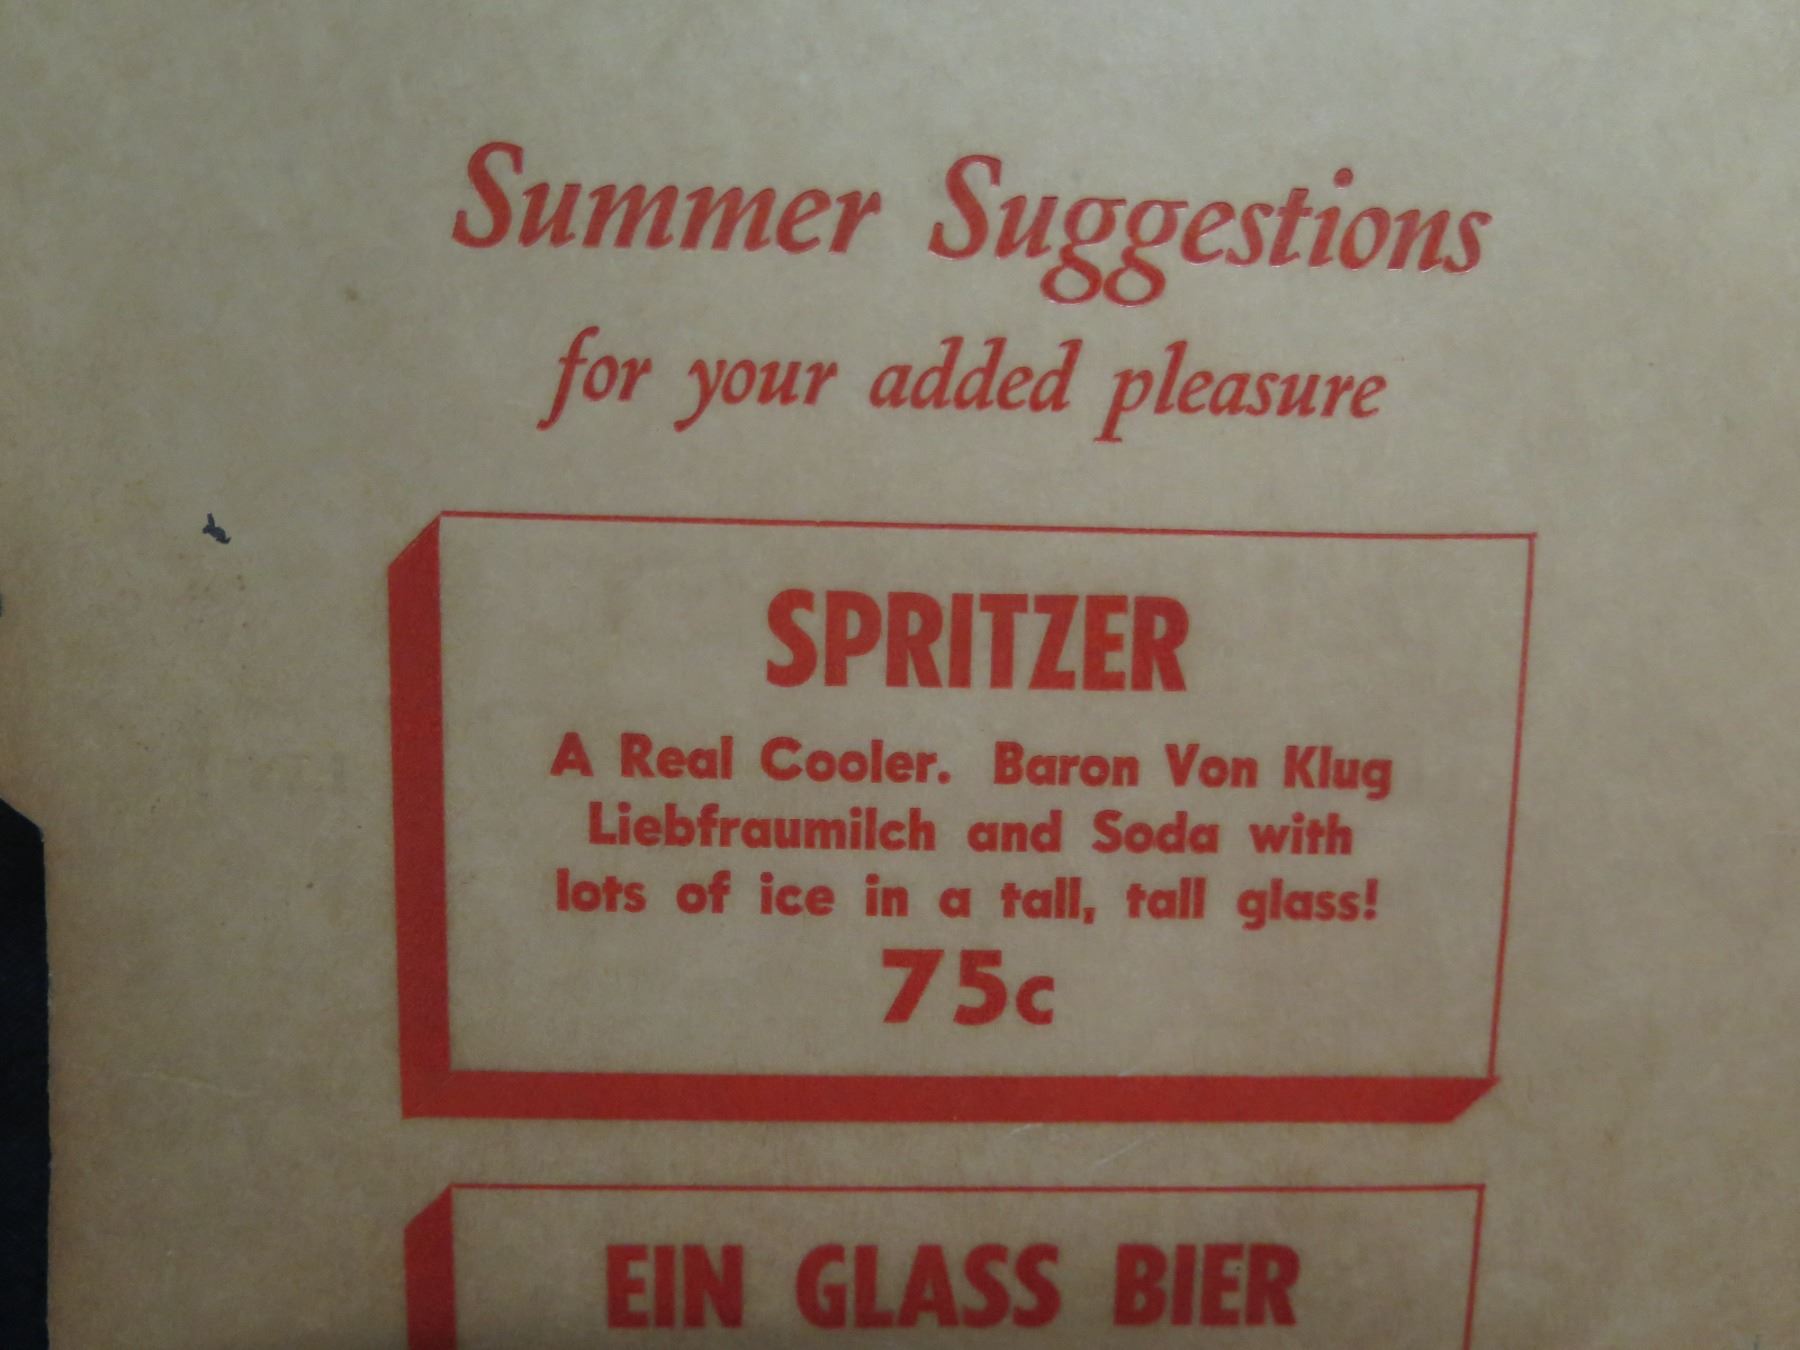 Summer Suggestions
for your added pleasure
SPRITZER
A Real Cooler. Baron Von Klug
Liebfraumilch and Soda with
lots of ice in a tall, tall glass!
75c
EIN GLASS BIER